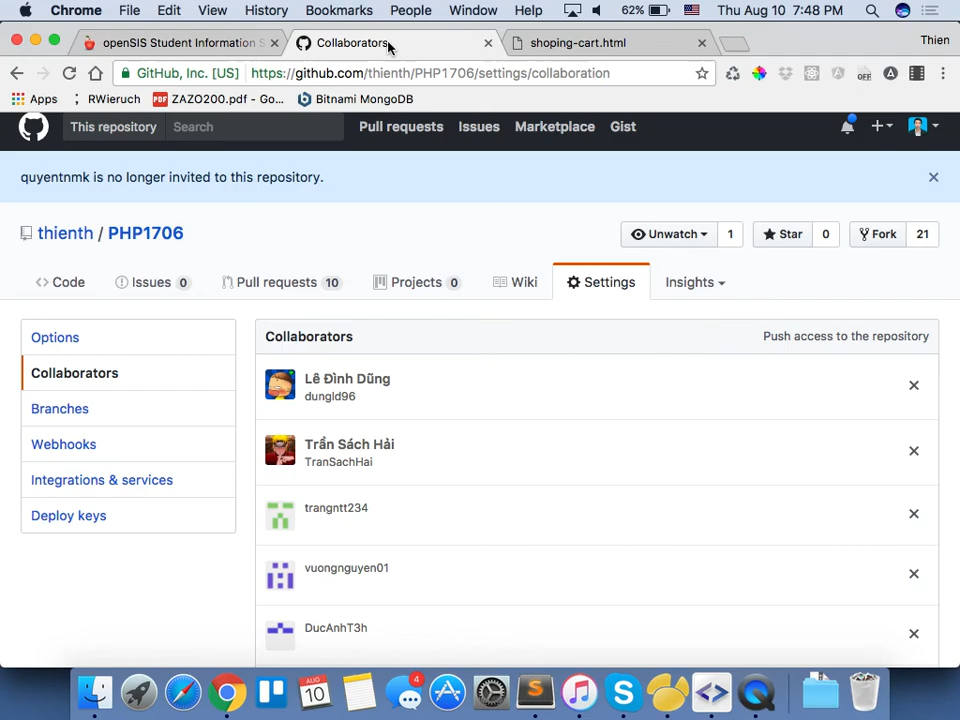 Chrome File Edit View History Bookmarks People Window Help 62% Thu Aug 10 7:48 PM
openSIS Student Information S
Collaborators
shoping-cart.html
Thien
GitHub, Inc. [US] https://github.com/thienth/PHP1706/settings/collaboration
OFF
Apps ; RWieruch PDF ZAZO200.pdf - Go... Bitnami MongoDB
This repository Search Pull requests Issues Marketplace Gist
quyentnmk is no longer invited to this repository.
thienth / PHP1706
Unwatch 1 Star 0 Fork 21
Code Issues 0 Pull requests 10 Projects 0 Wiki Settings Insights
Options
Collaborators
Branches
Webhooks
Integrations & services
Deploy keys
Collaborators Push access to the repository
Lê Đình Dũng
dungld96
Trần Sách Hải
TranSachHai
trangntt234
vuongnguyen01
DucAnhT3h
AUG
10
4